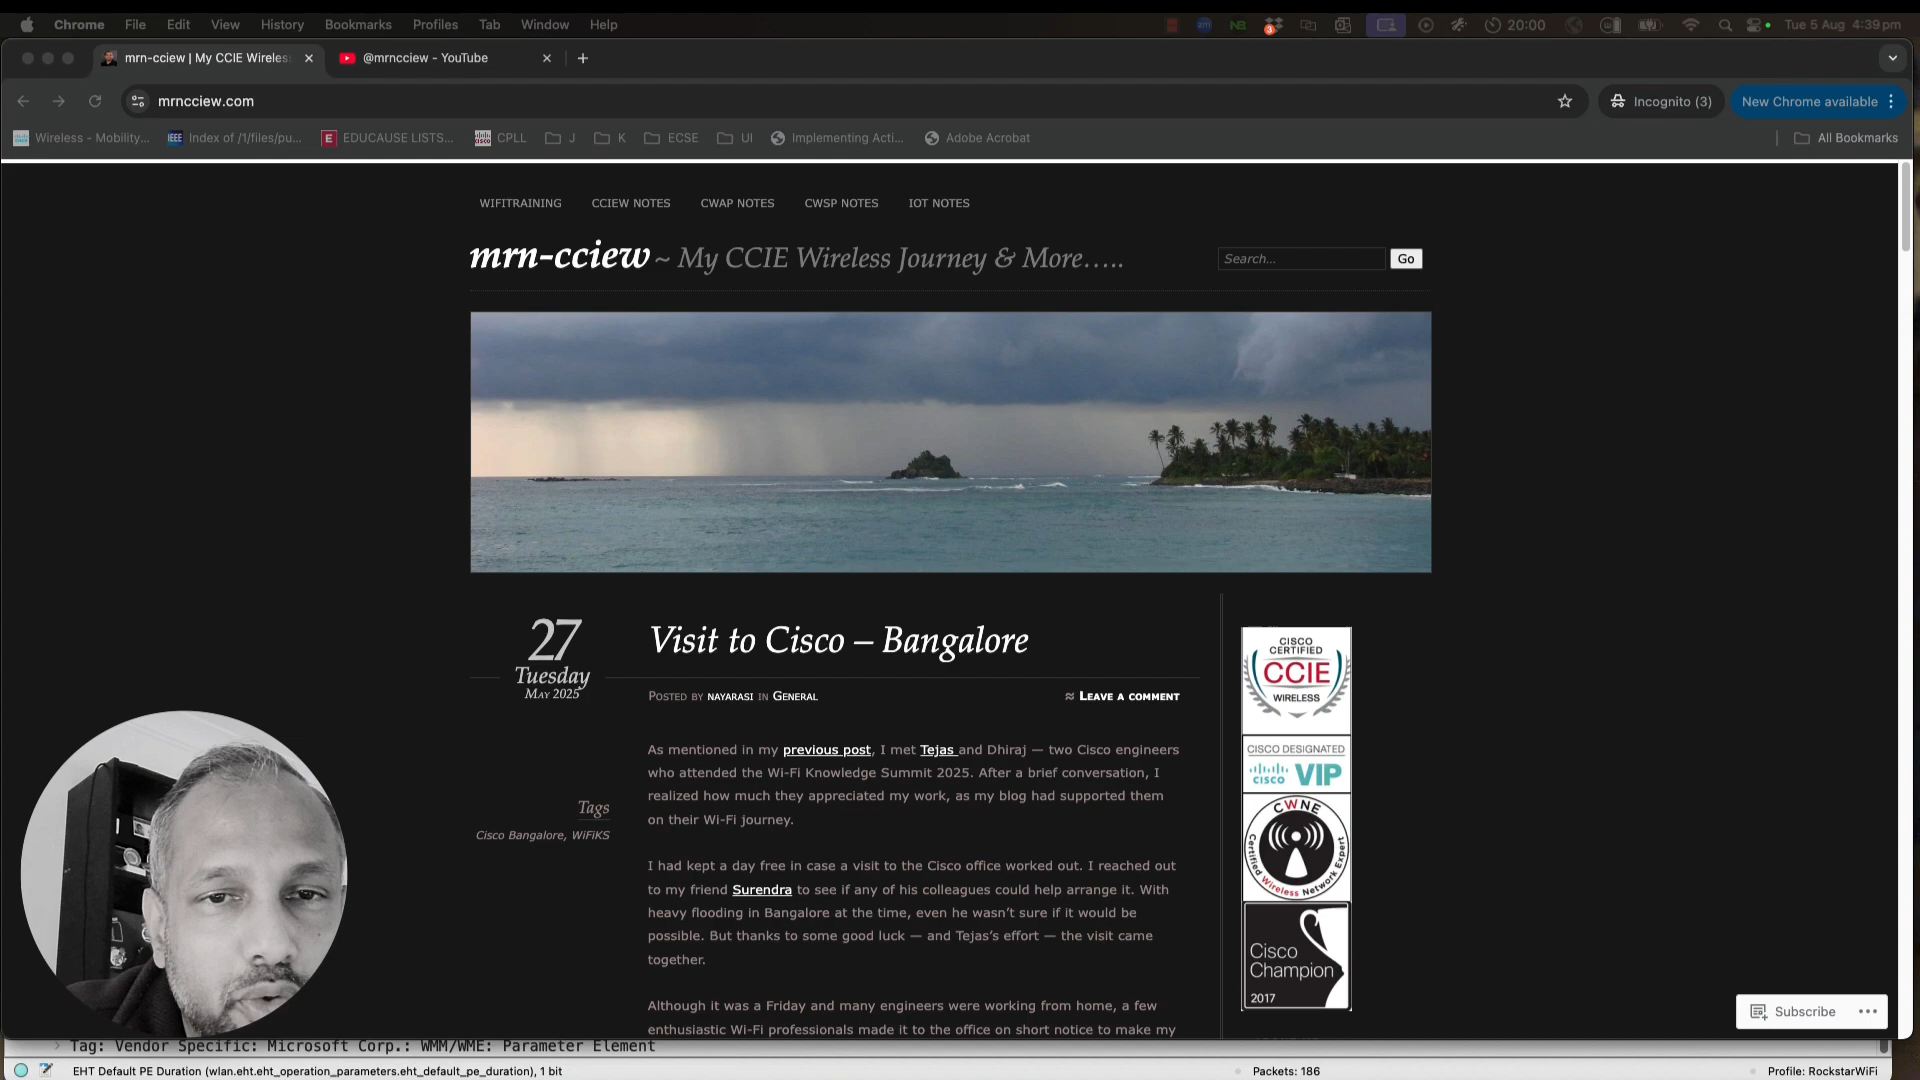 Chrome File Edit View History Bookmarks Profiles Tab Window Help 20:00 Tue 5 Aug 4:39 pm
mrn-cciew | My CCIE Wireles @mrncciew - YouTube
mrncciew.com Incognito (3) New Chrome available
Wireless - Mobility... Index of /1/files/pu... EDUCAUSE LISTS... CPLL J K ECSE UI Implementing Acti... Adobe Acrobat All Bookmarks
WIFITRAINING CCIEW NOTES CWAP NOTES CWSP NOTES IOT NOTES
mrn-cciew ~ My CCIE Wireless Journey & More.....
Search... Go
27
Tuesday
MAY 2025
Visit to Cisco – Bangalore
POSTED BY NAYARASI IN GENERAL
≈ LEAVE A COMMENT
Tags
Cisco Bangalore, WiFiKS
As mentioned in my previous post, I met Tejas and Dhiraj — two Cisco engineers
who attended the Wi-Fi Knowledge Summit 2025. After a brief conversation, I
realized how much they appreciated my work, as my blog had supported them
on their Wi-Fi journey.
I had kept a day free in case a visit to the Cisco office worked out. I reached out
to my friend Surendra to see if any of his colleagues could help arrange it. With
heavy flooding in Bangalore at the time, even he wasn't sure if it would be
possible. But thanks to some good luck — and Tejas's effort — the visit came
together.
Although it was a Friday and many engineers were working from home, a few
enthusiastic Wi-Fi professionals made it to the office on short notice to make my
CISCO
CERTIFIED
CCIE
WIRELESS
CISCO DESIGNATED
cisco VIP
CWNE
Certified Wireless Network Expert
Cisco
Champion
2017
Subscribe
Tag: Vendor Specific: Microsoft Corp.: WMM/WME: Parameter Element
EHT Default PE Duration (wlan.eht.eht_operation_parameters.eht_default_pe_duration), 1 bit Packets: 186 Profile: RockstarWiFi